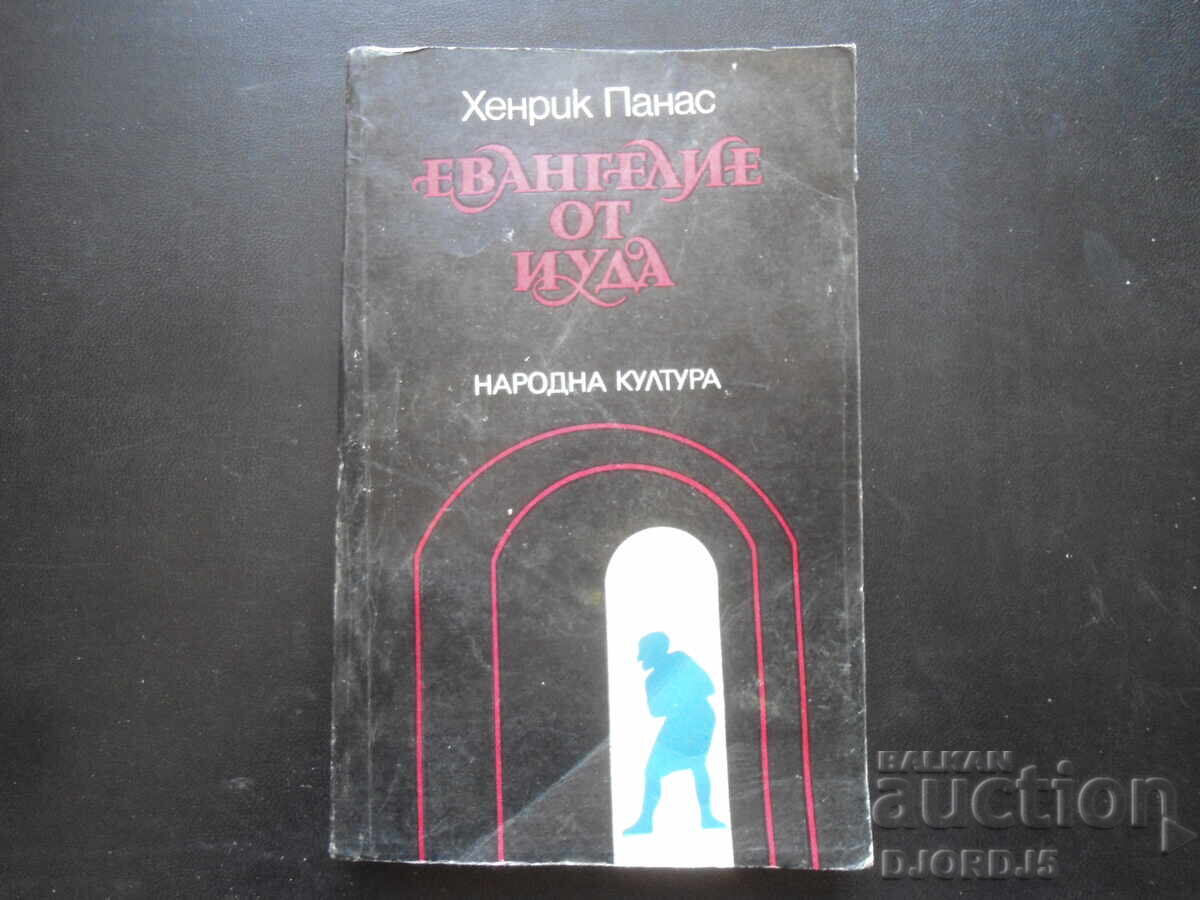 Хенрик Панас
ЕВАНГЕЛИЕ
ОТ
ИУДА
НАРОДНА КУЛТУРА
BALKAN
auction
DJORDJ5